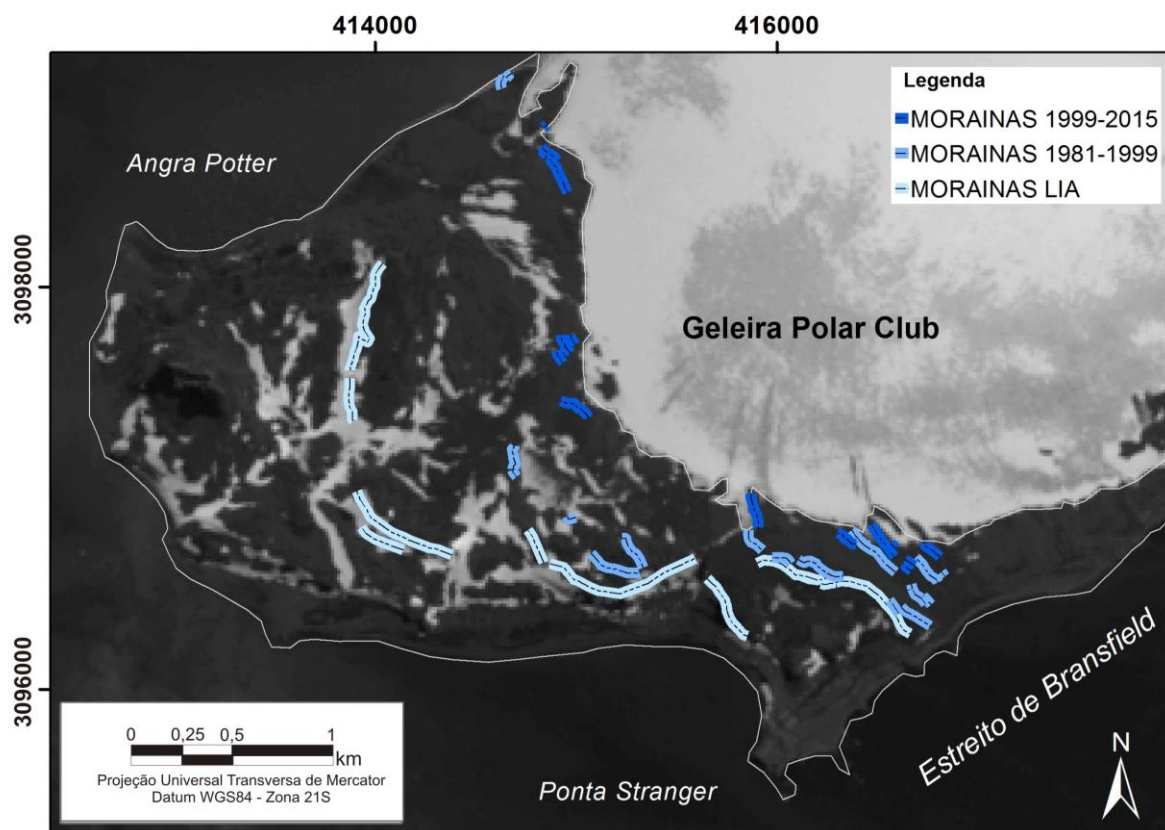 414000
416000
Legenda
MORAINAS 1999-2015
MORAINAS 1981-1999
MORAINAS LIA
Angra Potter
3098000
Geleira Polar Club
3096000
Estreito de Bransfield
0 0,25 0,5 1
km
Projeção Universal Transversa de Mercator
Datum WGS84 - Zona 21S
Ponta Stranger
N